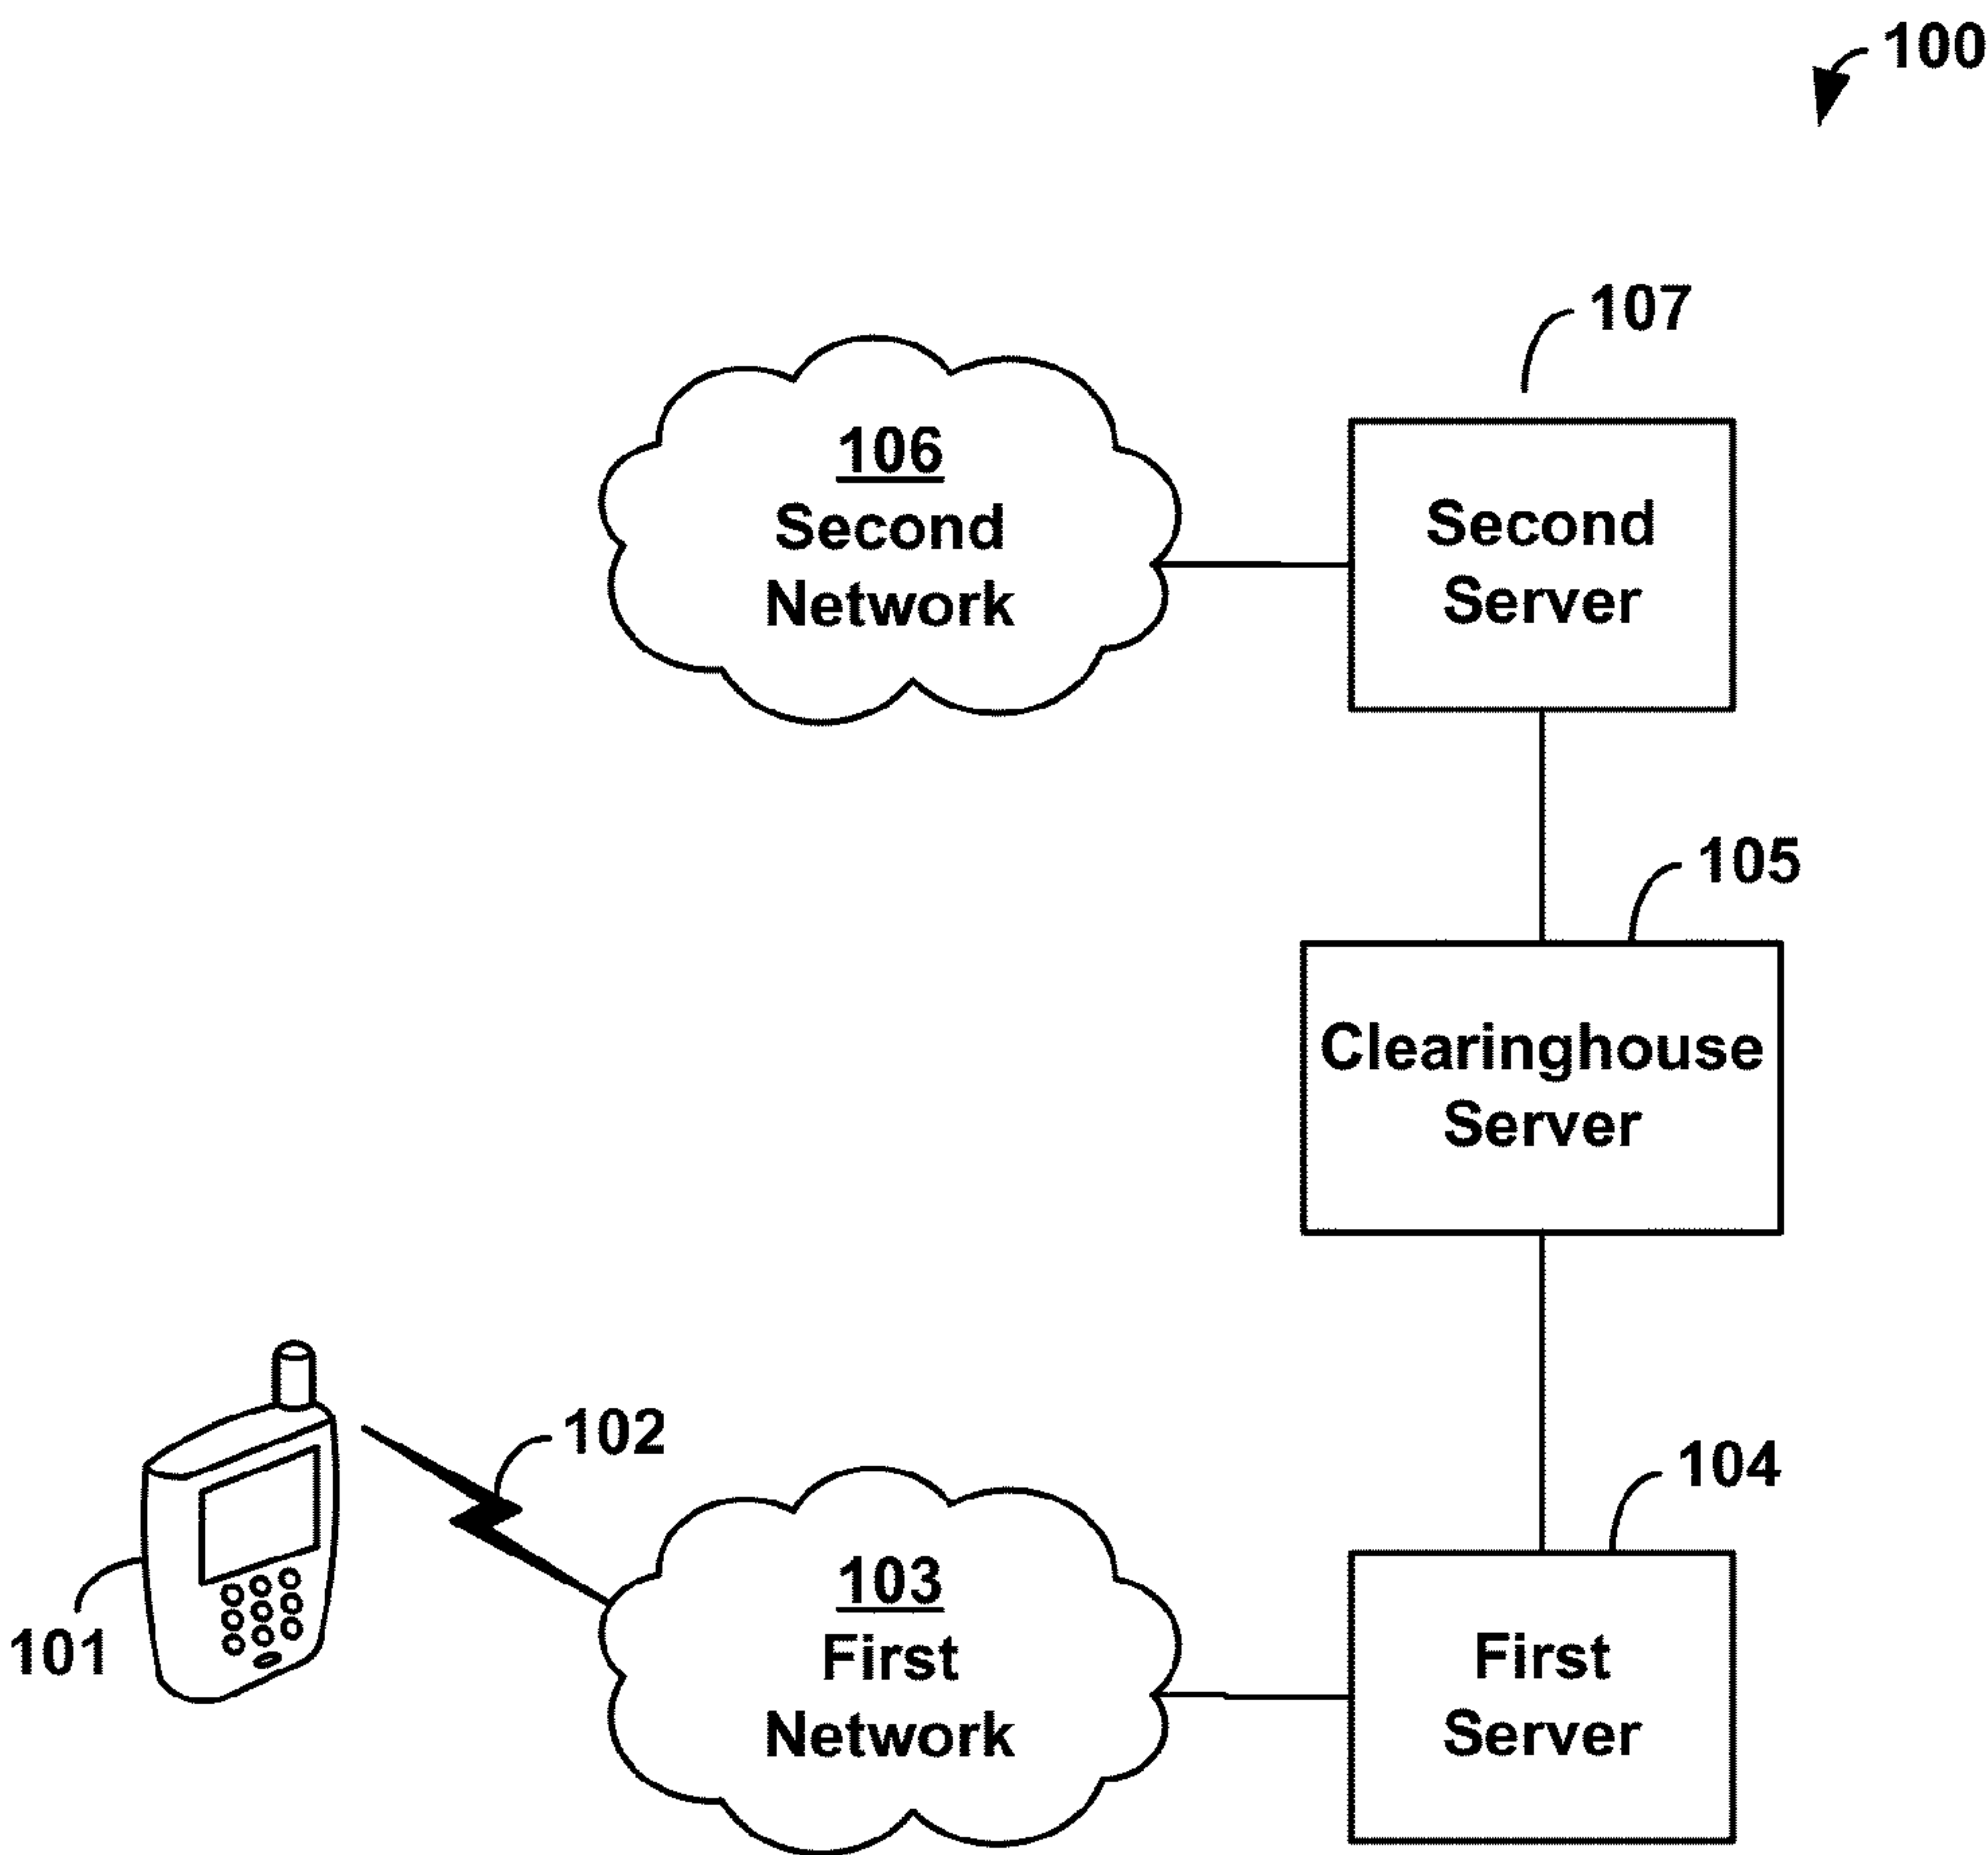 100
107
106
Second
Network
Second
Server
105
Clearinghouse
Server
102
104
101
103
First
Network
First
Server